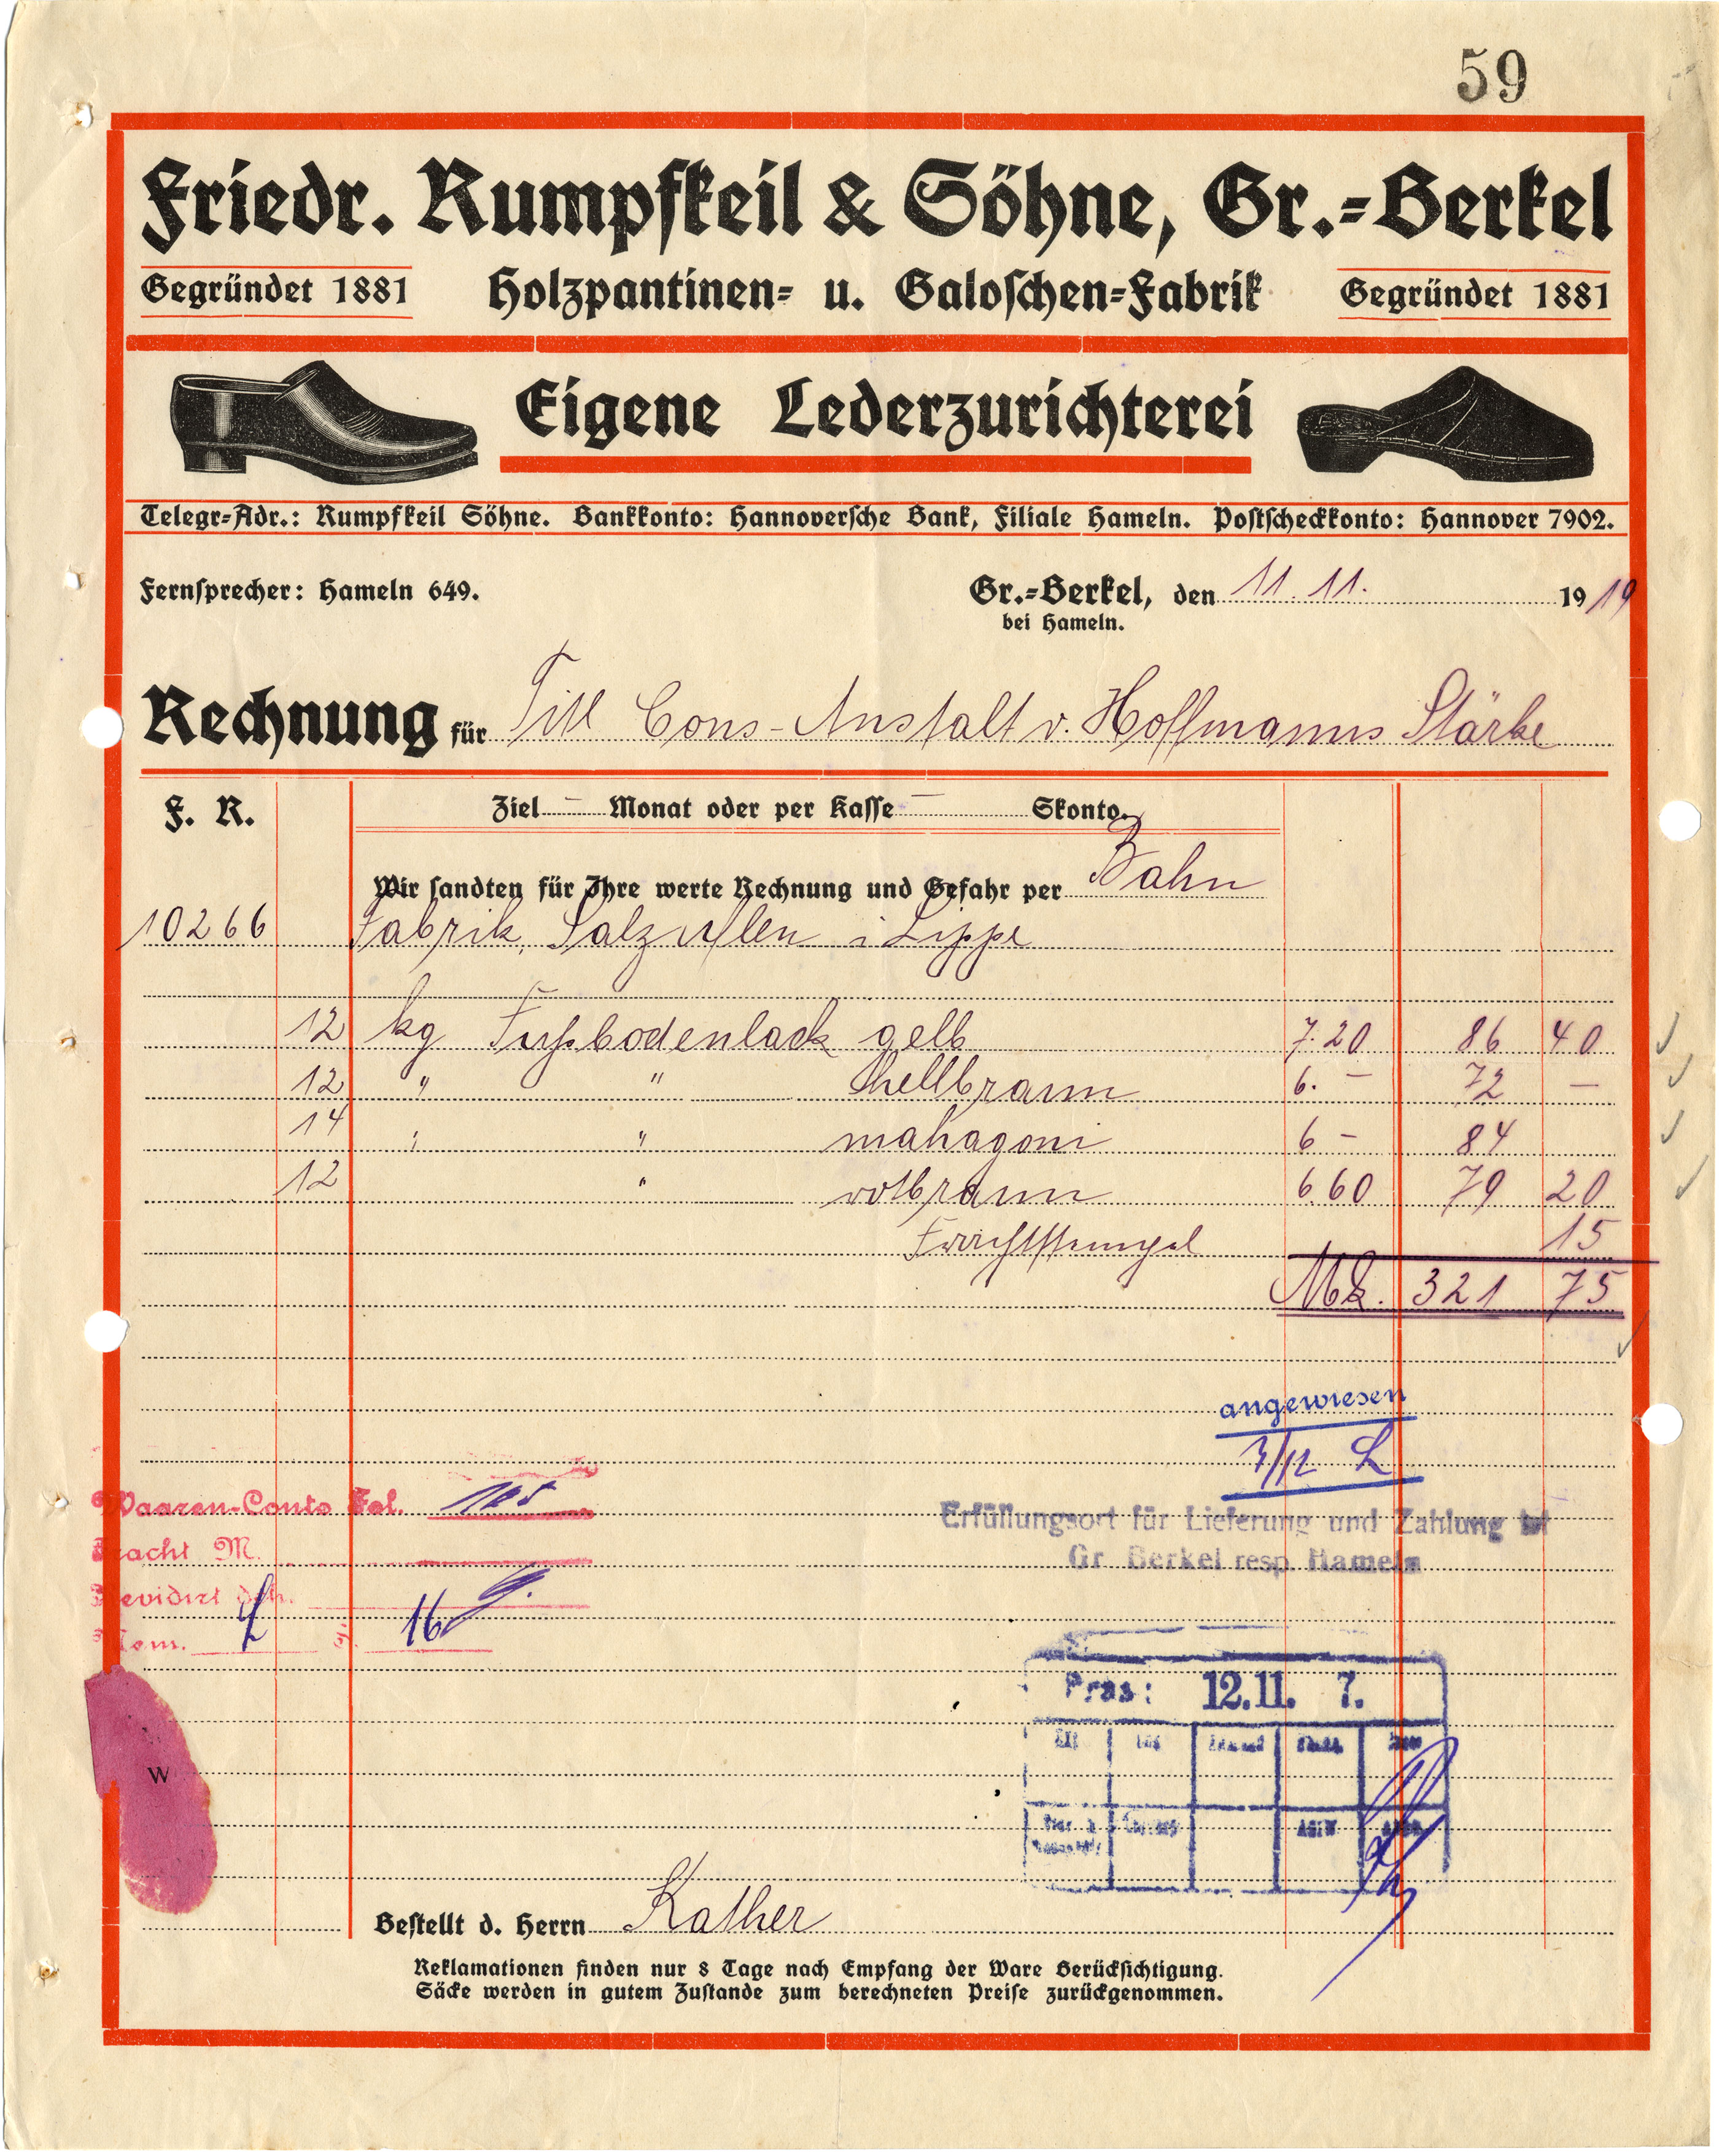 59
Friedr. Rumpfkeil & Söhne, Gr.-Berkel
Gegründet 1881 Holzpantinen- u. Galoschen-Fabrik Gegründet 1881
Eigene Lederzurichterei
Telegr-Adr.: Rumpfkeil Söhne. Bankkonto: Hannoversche Bank, Filiale Hameln. Postscheckkonto: Hannover 7902.
Fernsprecher: Hameln 649. Gr.-Berkel, den 11. 11. 1919
bei Hameln.
Rechnung für Titl Cons-Anstalt v. Hoffmanns Stärke
F. R. Ziel – Monat oder per Kasse – Skonto.
Wir sandten für Ihre werte Rechnung und Gefahr per Bahn
10266 Fabrik, Salzuflen i Lippe
12 kg Fußbodenlack gelb 7.20 86 40
12 " " hellbraun 6. – 72 –
14 " " mahagoni 6 – 84
12 " rotbraun 6.60 79 20
Frachtstempel 15
Mk. 321 75
angewiesen
Waaren-Conto Fol. 105
Fracht M.
Revidirt dch.
Nom. 16
Erfüllungsort für Lieferung und Zahlung ist
Gr. Berkel resp. Hameln
Präs: 12.11. 7.
W
Bestellt d. Herrn Kather
Reklamationen finden nur 8 Tage nach Empfang der Ware Berücksichtigung.
Säcke werden in gutem Zustande zum berechneten Preise zurückgenommen.